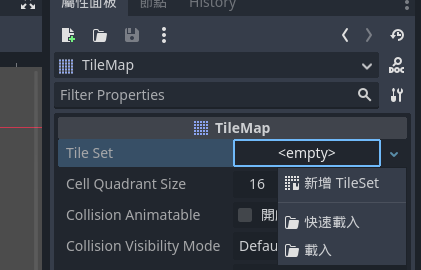 屬性面板 節點 History
TileMap
Filter Properties
TileMap
Tile Set <empty>
新增 TileSet
Cell Quadrant Size 16
快速載入
Collision Animatable
載入
Collision Visibility Mode Defau